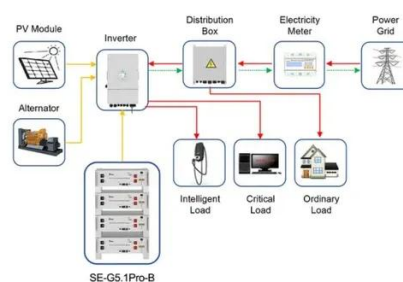 PV Module
Inverter
Distribution
Box
Electricity
Meter
Power
Grid
Alternator
Intelligent
Load
Critical
Load
Ordinary
Load
SE-G5.1Pro-B